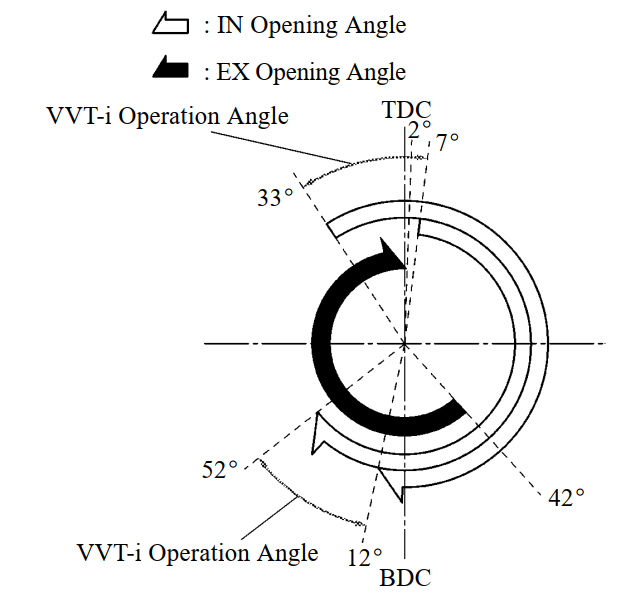 : IN Opening Angle
: EX Opening Angle
VVT-i Operation Angle
TDC
2°
7°
33°
52°
42°
VVT-i Operation Angle
12°
BDC